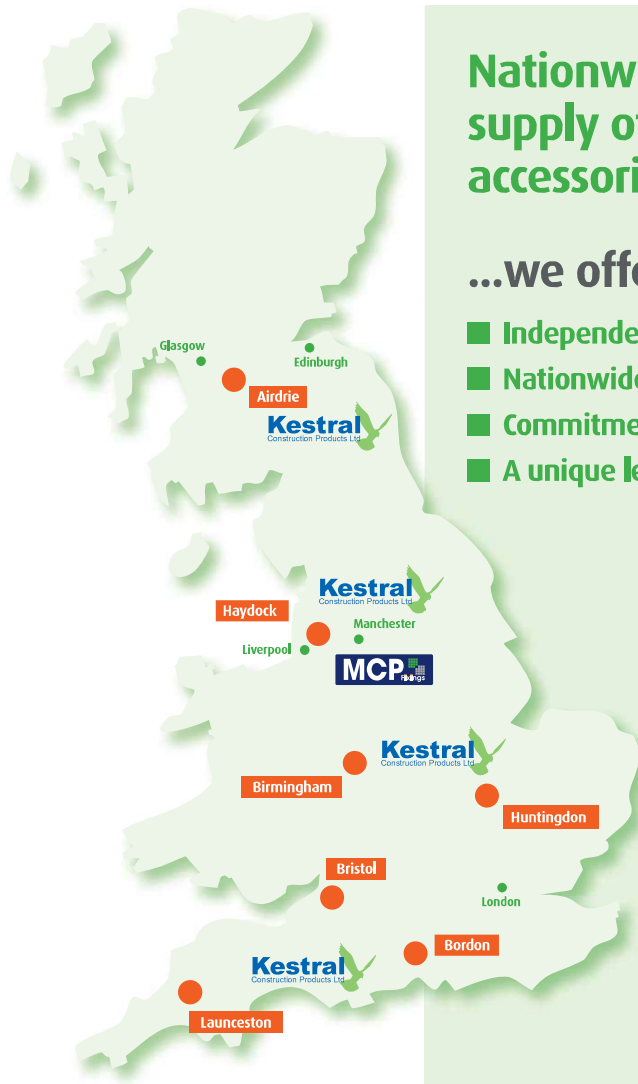 Nationw
supply o
accessori
...we offe
Independe
Nationwide
Commitme
A unique le
Glasgow
Edinburgh
Airdrie
Kestral
Construction Products Ltd
Kestral
Construction Products Ltd
Haydock
Manchester
Liverpool
MCP Fixings
Kestral
Construction Products Ltd
Birmingham
Huntingdon
Bristol
London
Bordon
Kestral
Construction Products Ltd
Launceston